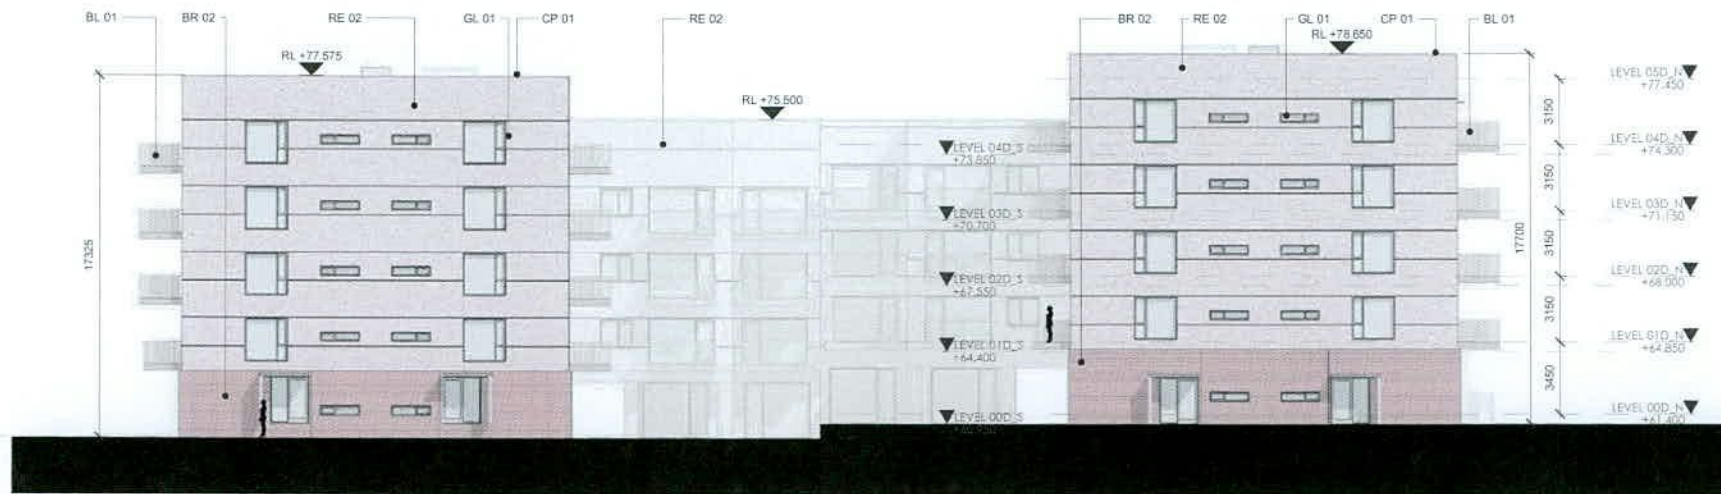 BL 01
BR 02
RE 02
GL 01
CP 01
RE 02
BR 02
RE 02
GL 01
CP 01
BL 01
RL +77.575
RL +75.500
RL +78.650
17325
LEVEL 04D_S
+73.850
LEVEL 03D_S
+70.700
LEVEL 02D_S
+67.550
LEVEL 01D_S
+64.400
LEVEL 00D_S
17700
3150
3150
3150
3150
3450
LEVEL 05D_N
+77.450
LEVEL 04D_N
+74.300
LEVEL 03D_N
+71.150
LEVEL 02D_N
+68.000
LEVEL 01D_N
+64.850
LEVEL 00D_N
+61.400